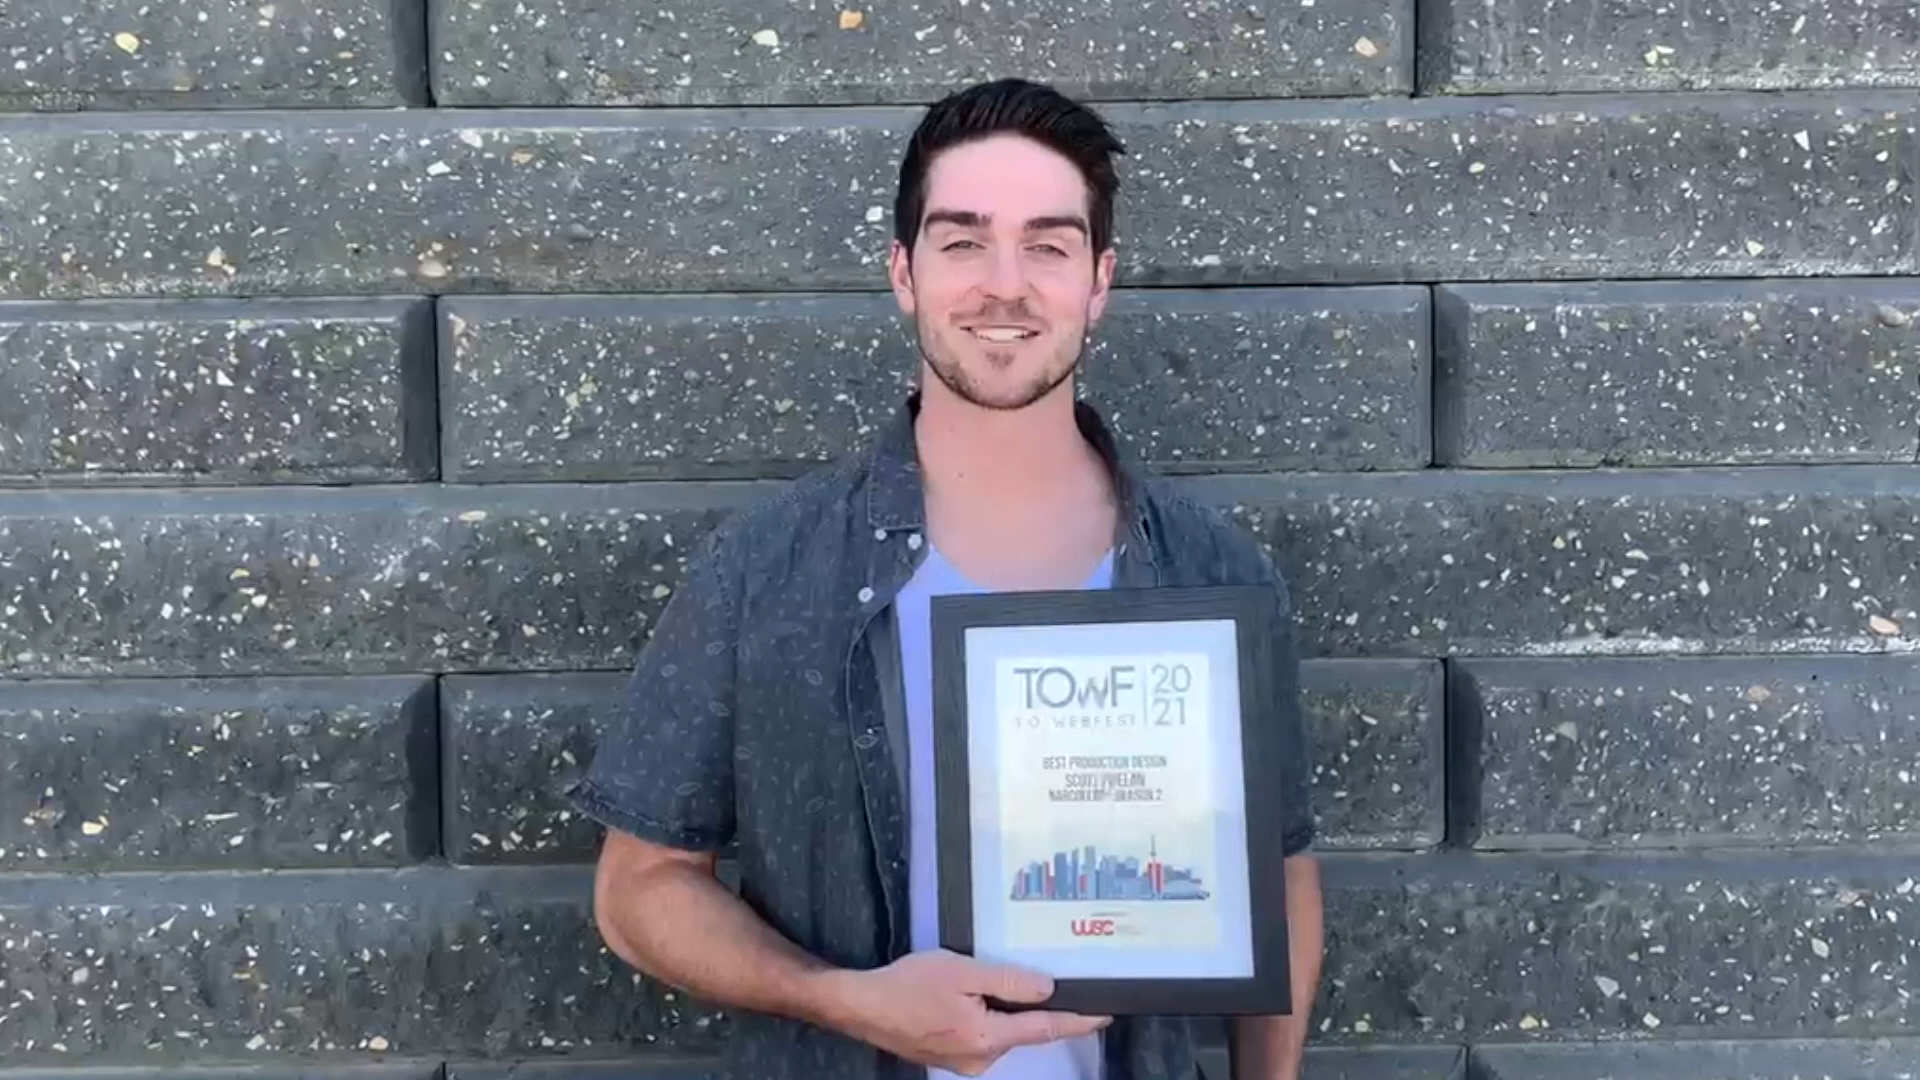 TOWF 20
TO WEBFEST 21
BEST PRODUCTION DESIGN
SCOTT PHELAN
SEASON 2